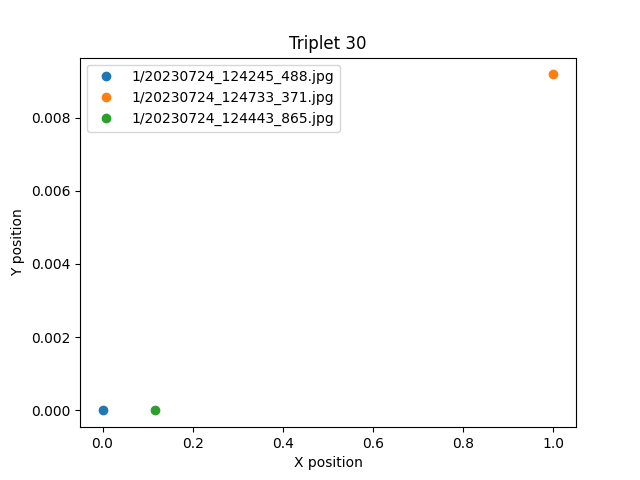 Triplet 30
1/20230724_124245_488.jpg
1/20230724_124733_371.jpg
1/20230724_124443_865.jpg
0.008
0.006
0.004
0.002
0.000
Y position
0.0 0.2 0.4 0.6 0.8 1.0
X position